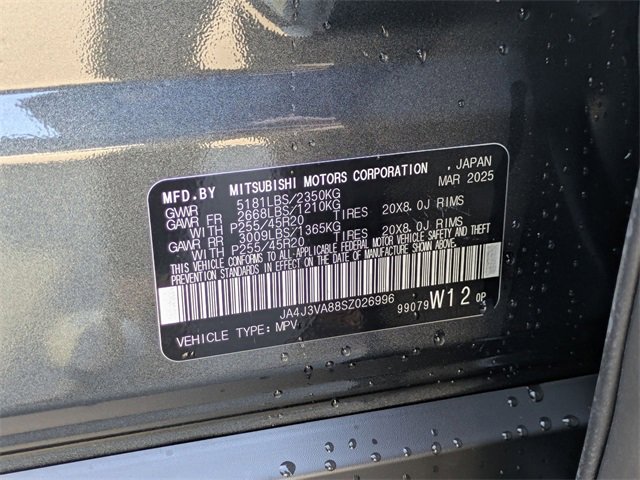 MFD.BY MITSUBISHI MOTORS CORPORATION JAPAN
GVWR 5181LBS/2350KG MAR 2025
GAWR FR 2668LBS/1210KG
WITH P255/45R20 TIRES 20X8.0J RIMS
GAWR RR 3009LBS/1365KG
WITH P255/45R20 TIRES 20X8.0J RIMS
THIS VEHICLE CONFORMS TO ALL APPLICABLE FEDERAL MOTOR VEHICLE SAFETY AND THEFT
PREVENTION STANDARDS IN EFFECT ON THE DATE OF MANUFACTURE SHOWN ABOVE.
JA4J3VA88SZ026996
99079 W12 0P
VEHICLE TYPE: MPV